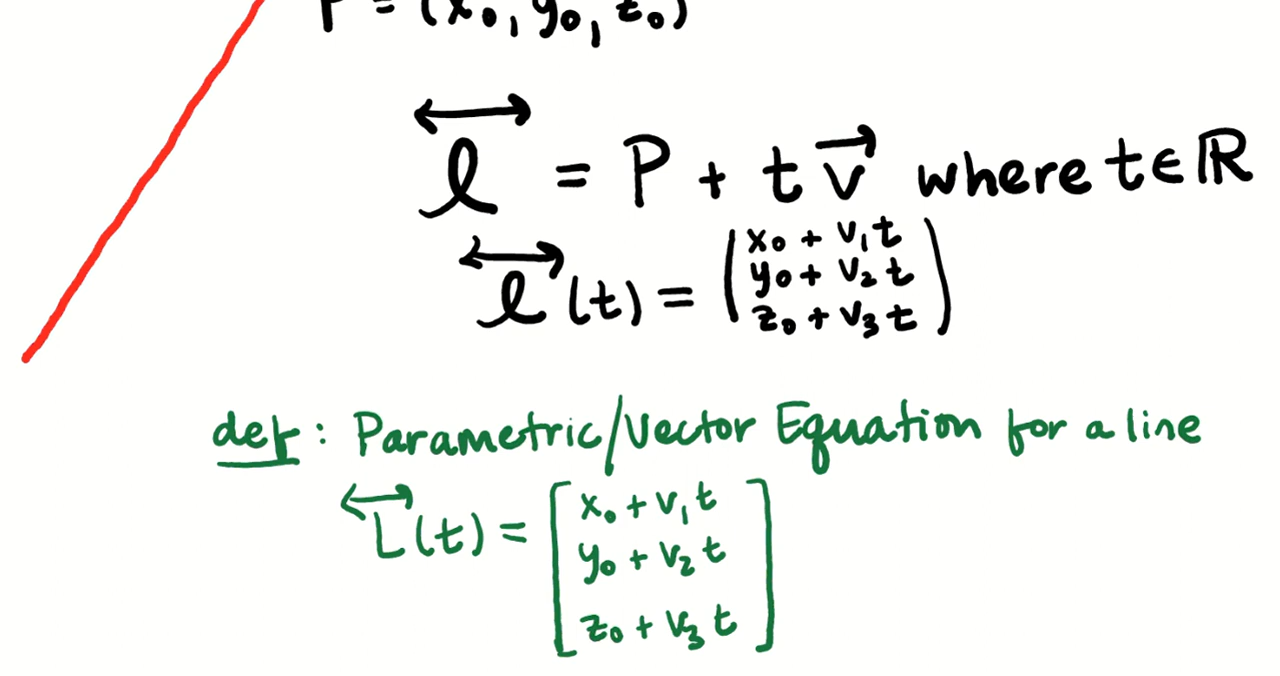 P = (x₀, y₀, z₀)
ℓ = P + t v⃗ where t ∈ ℝ
ℓ(t) = ( x₀ + v₁t
y₀ + v₂t
z₀ + v₃t )
def: Parametric/Vector Equation for a line
L(t) = [ x₀ + v₁t
y₀ + v₂t
z₀ + v₃t ]